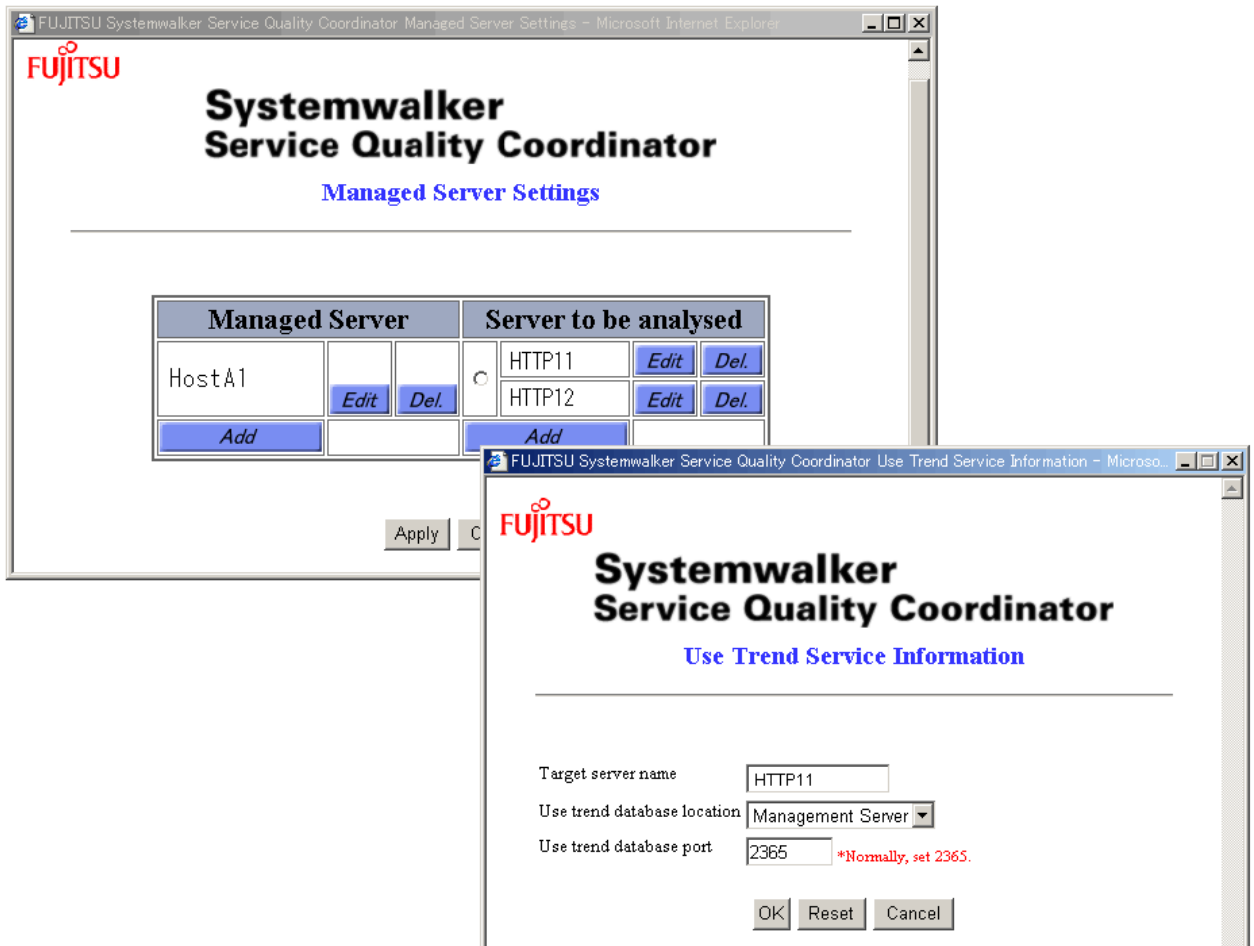 FUJITSU Systemwalker Service Quality Coordinator Managed Server Settings - Microsoft Internet Explorer
FUJITSU
Systemwalker
Service Quality Coordinator
Managed Server Settings
Managed Server Server to be analysed
HostA1 Edit Del.
HTTP11 Edit Del.
HTTP12 Edit Del.
Add Add
Apply
FUJITSU Systemwalker Service Quality Coordinator Use Trend Service Information - Microso...
FUJITSU
Systemwalker
Service Quality Coordinator
Use Trend Service Information
Target server name HTTP11
Use trend database location Management Server
Use trend database port 2365 *Normally, set 2365.
OK Reset Cancel